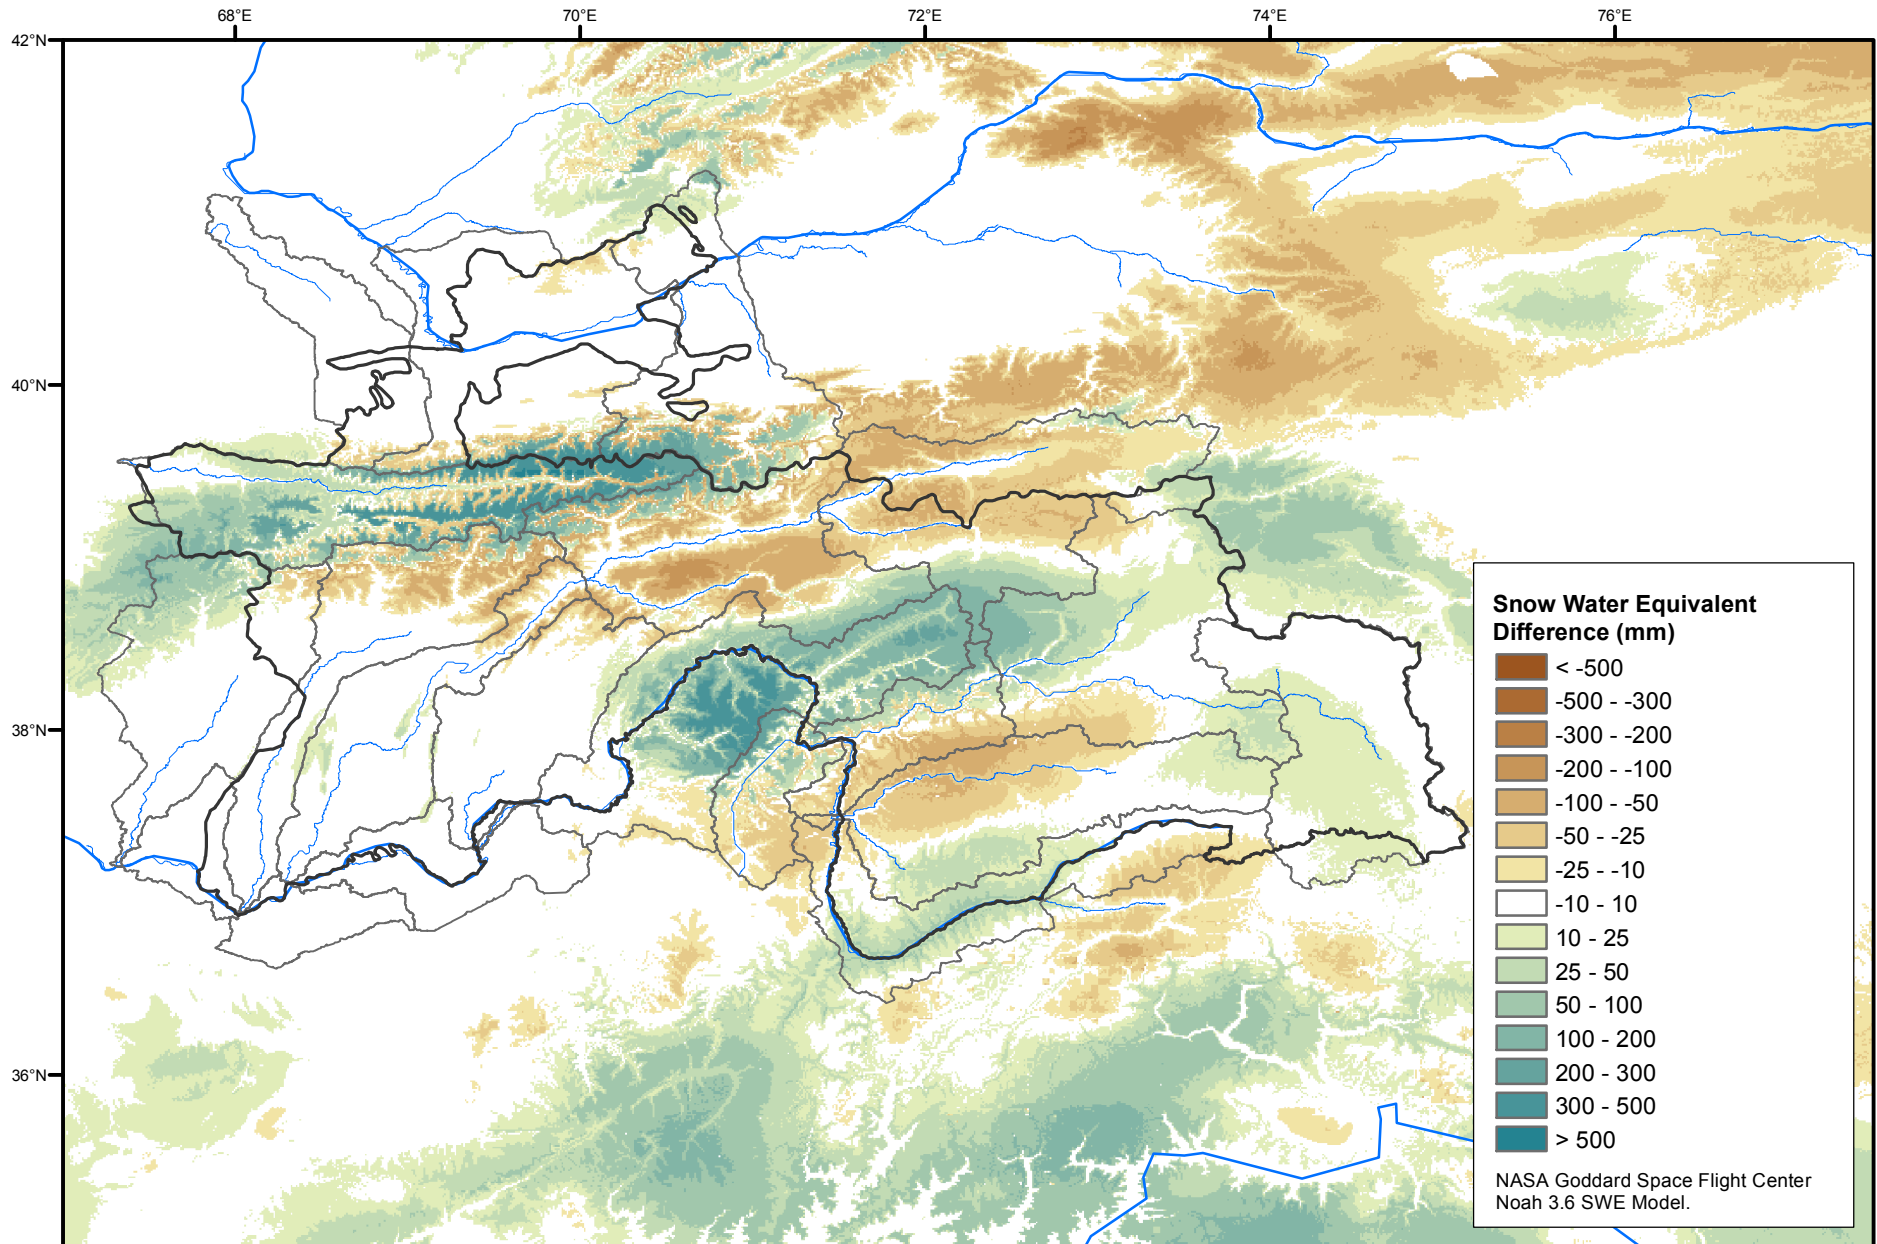 68°E 70°E 72°E 74°E 76°E
42°N
40°N
38°N
36°N
Snow Water Equivalent
Difference (mm)
< -500
-500 - -300
-300 - -200
-200 - -100
-100 - -50
-50 - -25
-25 - -10
-10 - 10
10 - 25
25 - 50
50 - 100
100 - 200
200 - 300
300 - 500
> 500
NASA Goddard Space Flight Center
Noah 3.6 SWE Model.